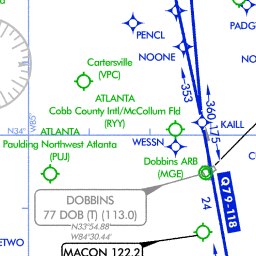 PENCL
PADG
NOONE
NO
Cartersville
(VPC)
353
360
175
ATLANTA
Cobb County Intl/McCollum Fld
(RYY)
KAILL
N34°
W85°
ATLANTA
Paulding Northwest Atlanta
(PUJ)
WESSN
Dobbins ARB
(MGE)
Q79-118
DOBBINS
77 DOB (T) (113.0)
N33°54.88'
W84°30.44'
24
ETWO
MACON 122.2